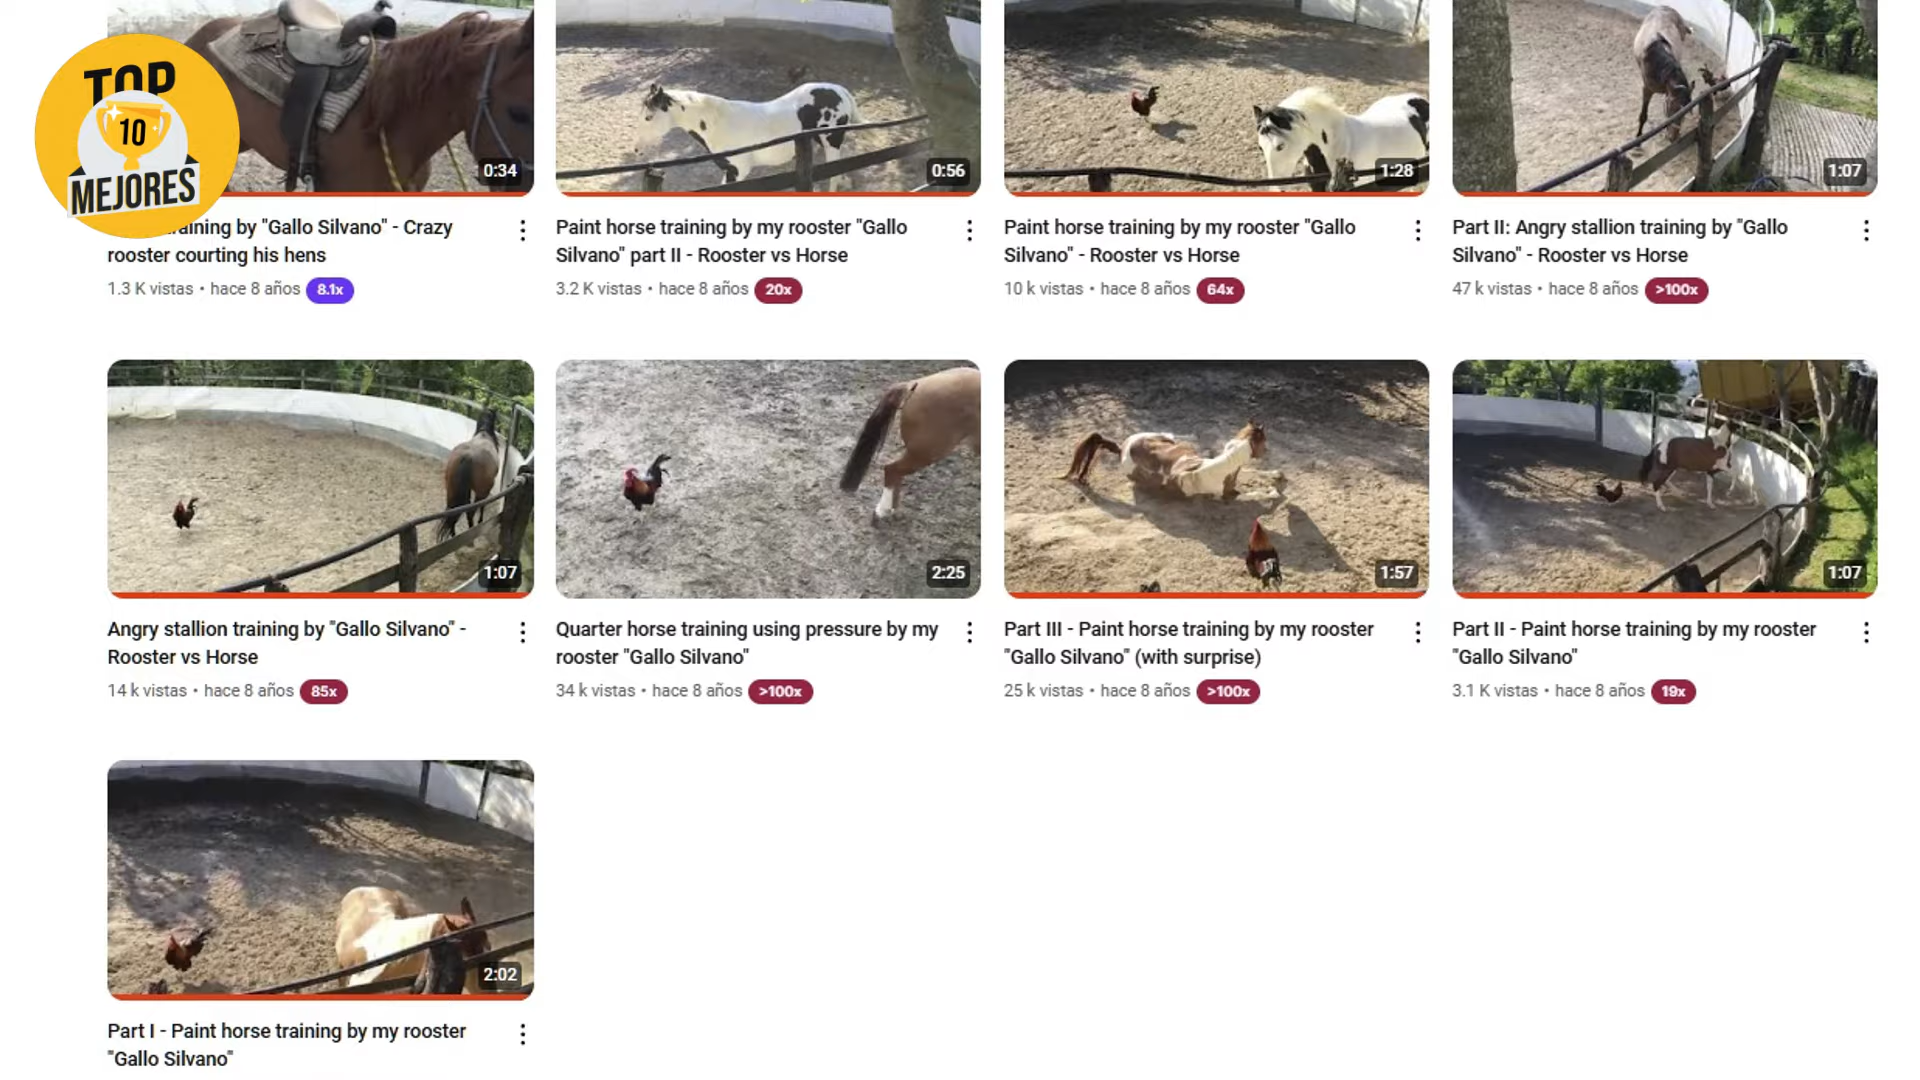 TOP
10
MEJORES
0:34
0:56
1:28
1:07
training by "Gallo Silvano" - Crazy
rooster courting his hens
1.3 K vistas • hace 8 años 8.1x
Paint horse training by my rooster "Gallo
Silvano" part II - Rooster vs Horse
3.2 K vistas • hace 8 años 20x
Paint horse training by my rooster "Gallo
Silvano" - Rooster vs Horse
10 k vistas • hace 8 años 64x
Part II: Angry stallion training by "Gallo
Silvano" - Rooster vs Horse
47 k vistas • hace 8 años >100x
1:07
2:25
1:57
1:07
Angry stallion training by "Gallo Silvano" -
Rooster vs Horse
14 k vistas • hace 8 años 85x
Quarter horse training using pressure by my
rooster "Gallo Silvano"
34 k vistas • hace 8 años >100x
Part III - Paint horse training by my rooster
"Gallo Silvano" (with surprise)
25 k vistas • hace 8 años >100x
Part II - Paint horse training by my rooster
"Gallo Silvano"
3.1 K vistas • hace 8 años 19x
2:02
Part I - Paint horse training by my rooster
"Gallo Silvano"